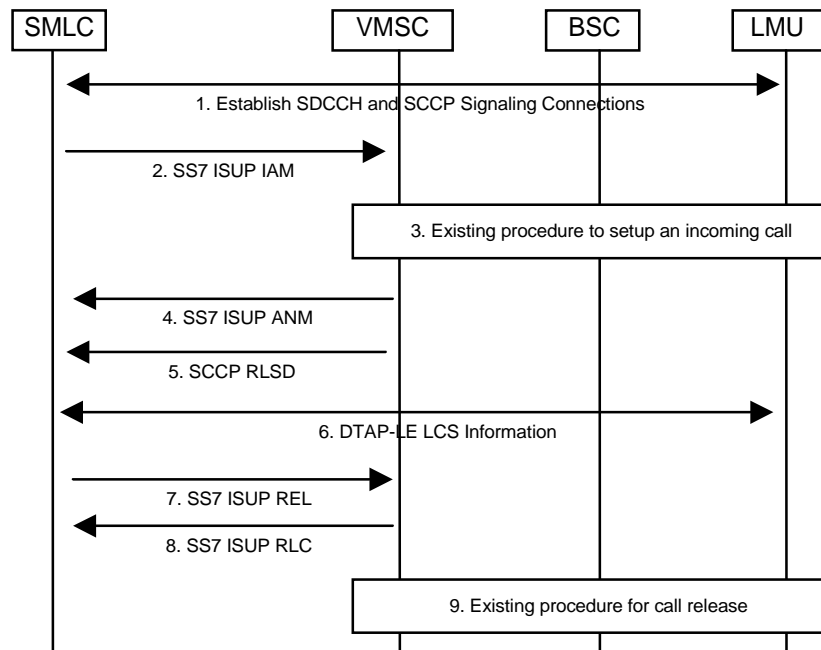 SMLC VMSC BSC LMU
1. Establish SDCCH and SCCP Signaling Connections
2. SS7 ISUP IAM
3. Existing procedure to setup an incoming call
4. SS7 ISUP ANM
5. SCCP RLSD
6. DTAP-LE LCS Information
7. SS7 ISUP REL
8. SS7 ISUP RLC
9. Existing procedure for call release